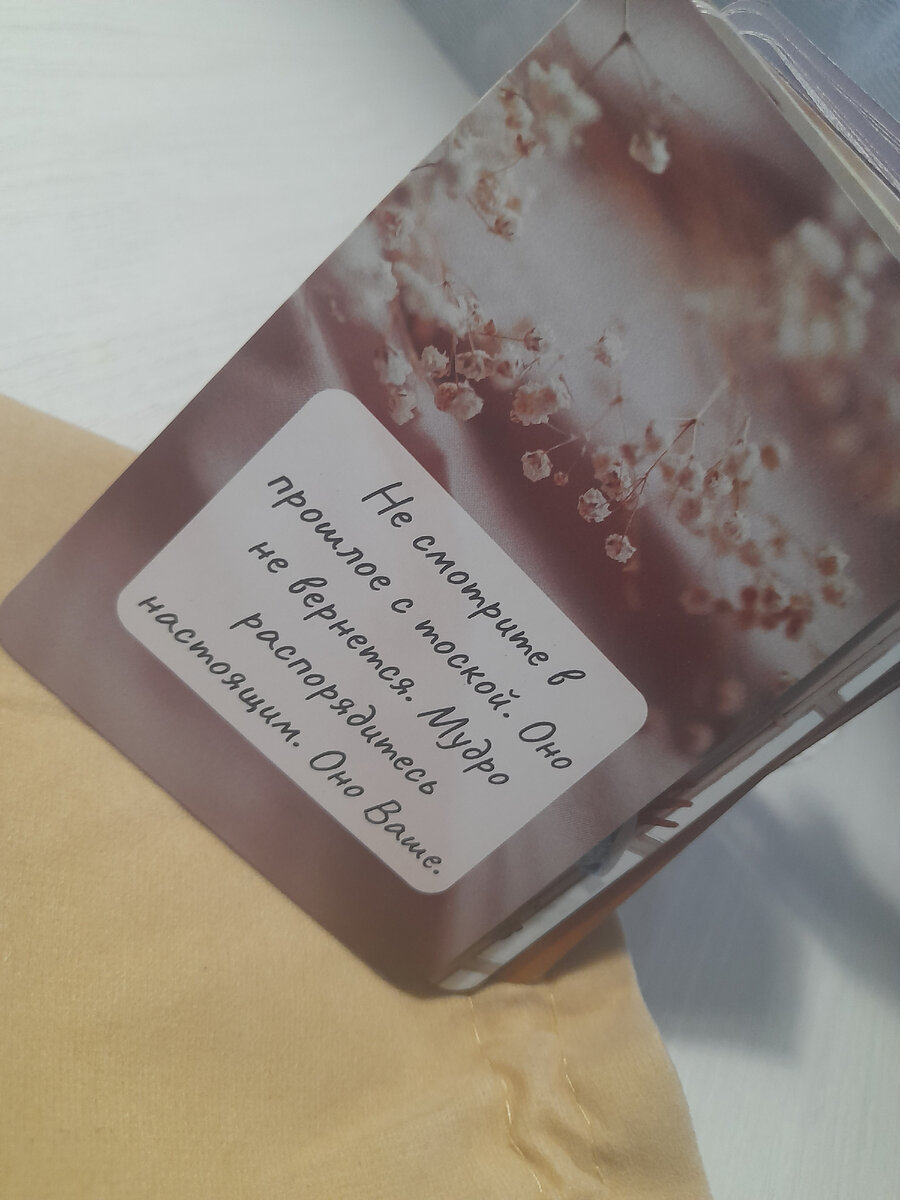 Не смотрите в
прошлое с тоской. Оно
не вернется. Мудро
распорядитесь
настоящим. Оно Ваше.